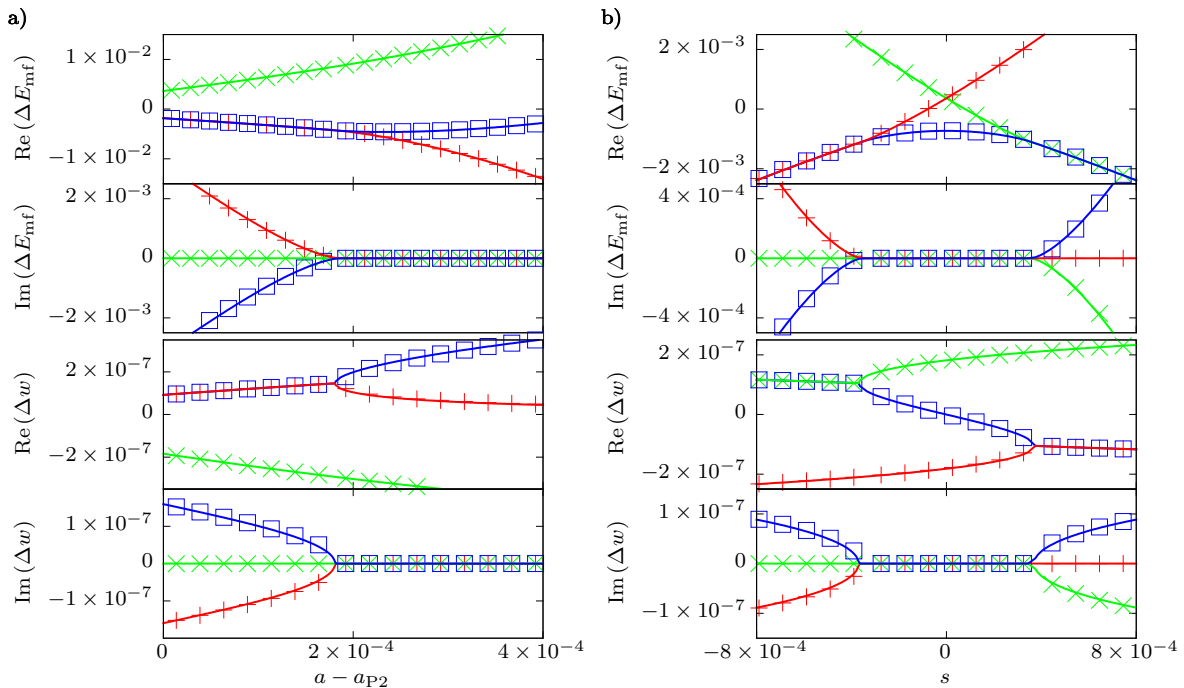 a)
Re (ΔE_mf)
1 × 10⁻²
0
−1 × 10⁻²
Im (ΔE_mf)
2 × 10⁻³
0
−2 × 10⁻³
Re (Δw)
2 × 10⁻⁷
0
−2 × 10⁻⁷
Im (Δw)
1 × 10⁻⁷
0
−1 × 10⁻⁷
0
2 × 10⁻⁴
4 × 10⁻⁴
a − a_P2
b)
Re (ΔE_mf)
2 × 10⁻³
0
−2 × 10⁻³
Im (ΔE_mf)
4 × 10⁻⁴
0
−4 × 10⁻⁴
Re (Δw)
2 × 10⁻⁷
0
−2 × 10⁻⁷
Im (Δw)
1 × 10⁻⁷
0
−1 × 10⁻⁷
−8 × 10⁻⁴
0
8 × 10⁻⁴
s